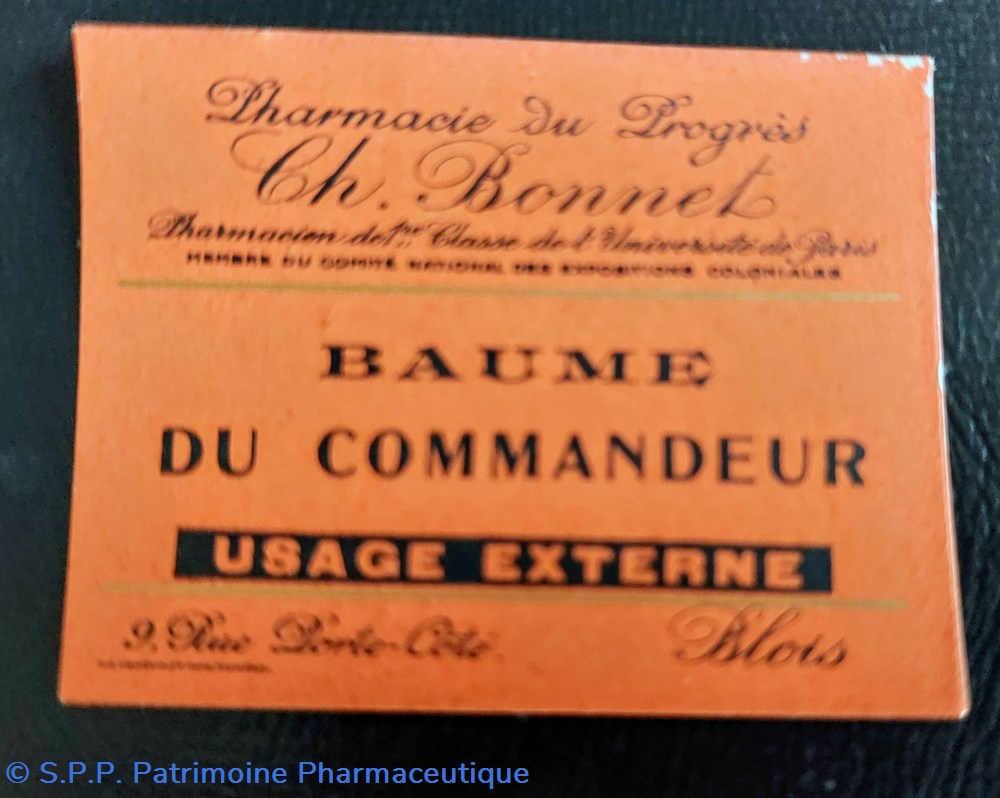 Pharmacie du Progrès
Ch. Bonnet
Pharmacien de 1re Classe de l'Université de Paris
MEMBRE DU COMITÉ NATIONAL DES EXPOSITIONS COLONIALES
BAUME
DU COMMANDEUR
USAGE EXTERNE
9, Rue Porte-Côté. Blois
© S.P.P. Patrimoine Pharmaceutique